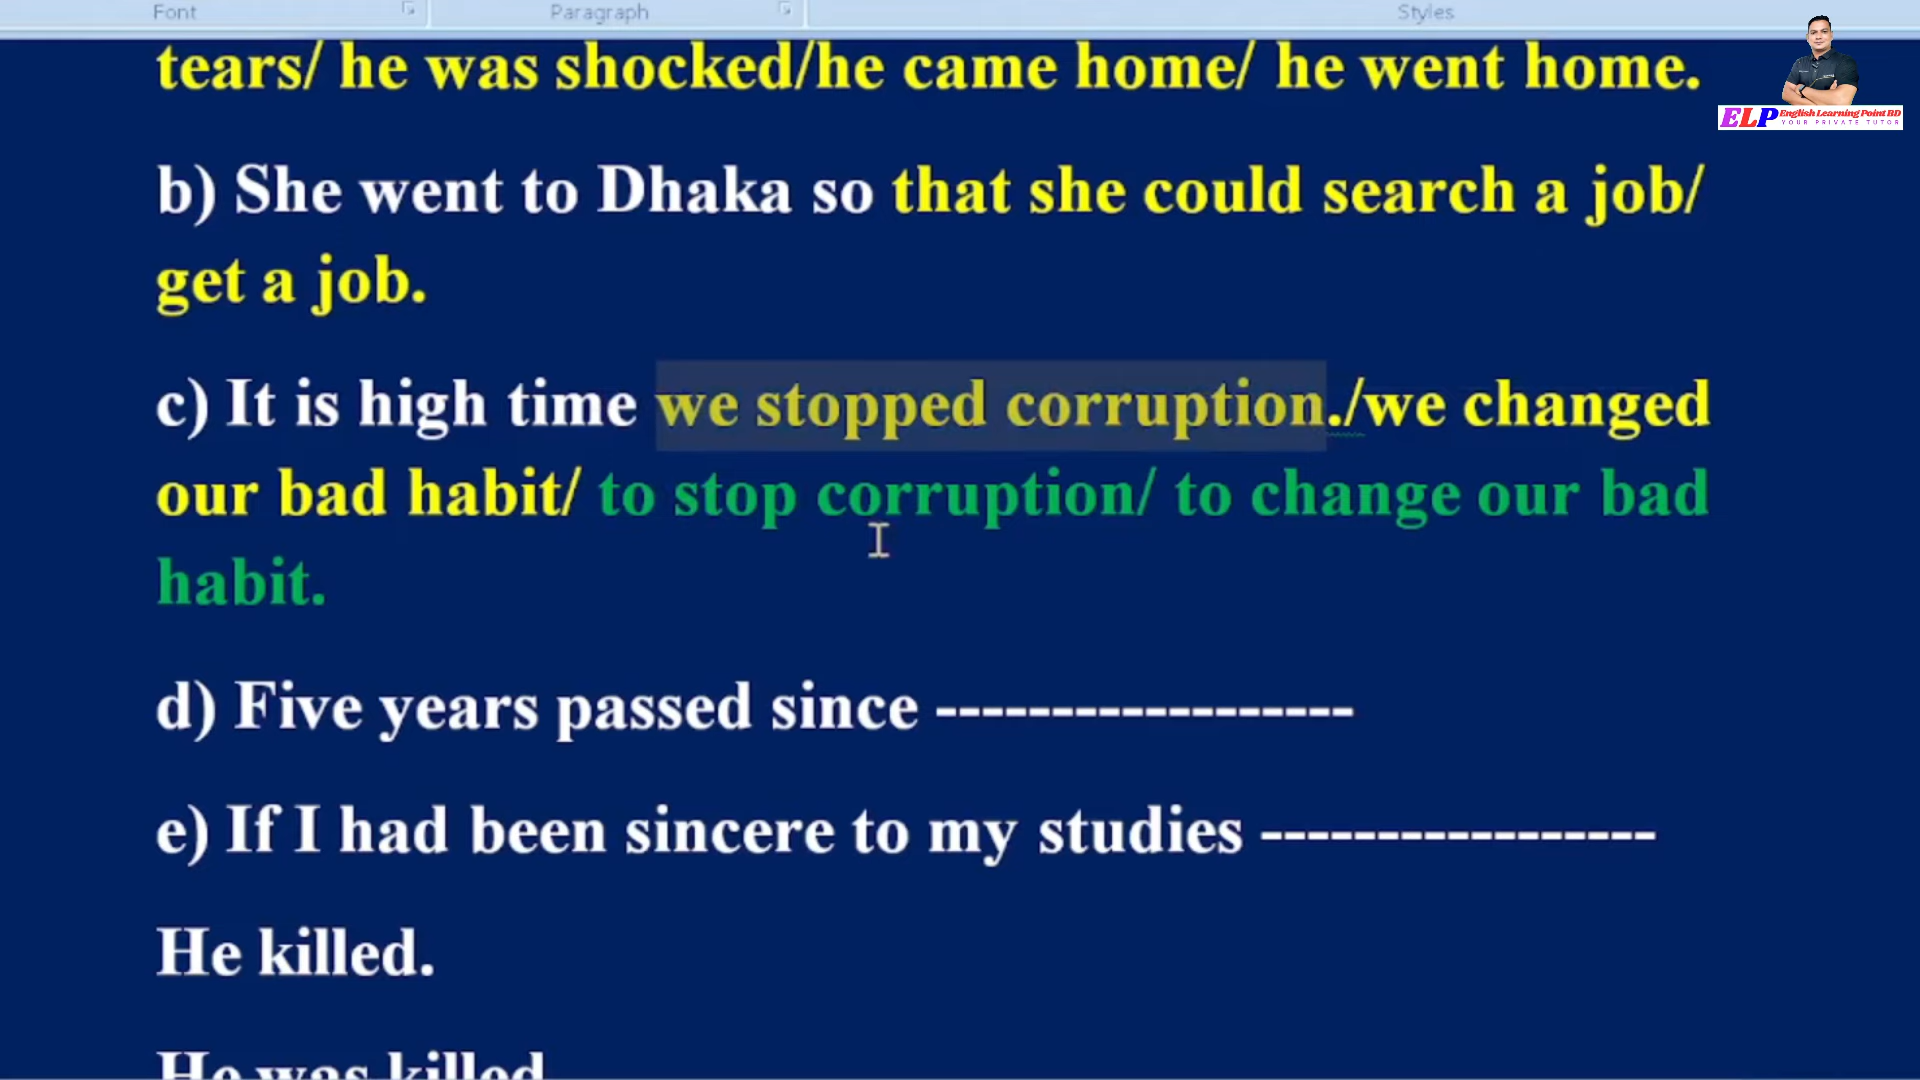 Font Paragraph Styles
tears/ he was shocked/he came home/ he went home.
ELP English Learning Point BD
YOUR PRIVATE TUTOR
b) She went to Dhaka so that she could search a job/
get a job.
c) It is high time we stopped corruption./we changed
our bad habit/ to stop corruption/ to change our bad
habit.
d) Five years passed since ------------------
e) If I had been sincere to my studies -----------------
He killed.
He was killed